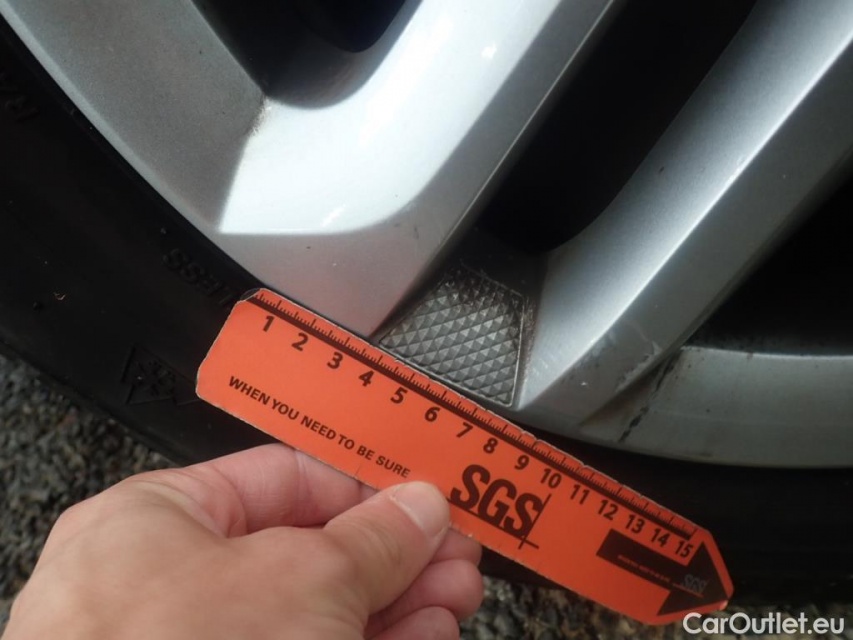 1 2 3 4 5 6 7 8 9 10 11 12 13 14 15
WHEN YOU NEED TO BE SURE
SGS
SGS
CarOutlet.eu